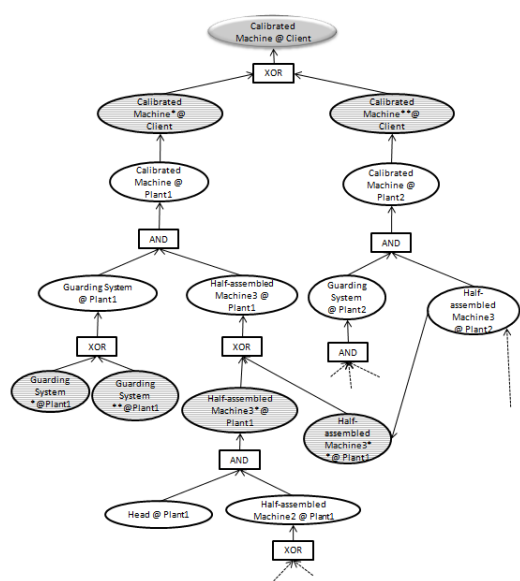 Calibrated
Machine @ Client
XOR
Calibrated
Machine*@
Client
Calibrated
Machine**@
Client
Calibrated
Machine @
Plant1
Calibrated
Machine @
Plant2
AND
AND
Guarding System
@ Plant1
Half-assembled
Machine3 @
Plant1
Guarding
System
@ Plant2
Half-
assembled
Machine3
@ Plant2
XOR
XOR
AND
Guarding
System
*@Plant1
Guarding
System
**@Plant1
Half-assembled
Machine3*@
Plant1
Half-
assembled
Machine3*
*@Plant1
AND
Head @ Plant1
Half-assembled
Machine2 @ Plant1
XOR